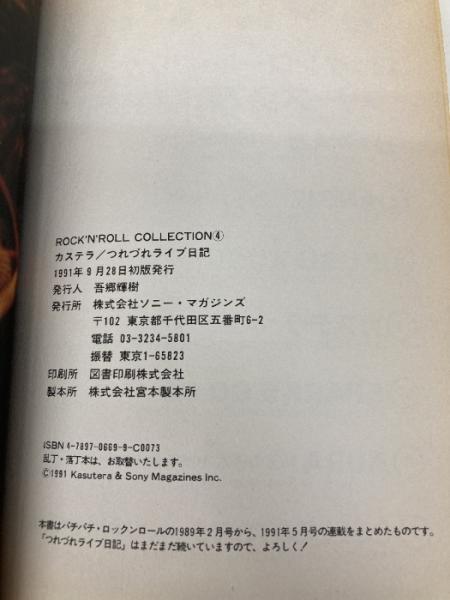 ROCK'N'ROLL COLLECTION④
カステラ/つれづれライブ日記
1991年9月28日初版発行
発行人 吾郷輝樹
発行所 株式会社ソニー・マガジンズ
〒102 東京都千代田区五番町6-2
電話 03-3234-5801
振替 東京1-65823
印刷所 図書印刷株式会社
製本所 株式会社宮本製本所
ISBN4-7897-0669-9-C0073
乱丁・落丁本は、お取替いたします。
©1991 Kasutera & Sony Magazines Inc.
本書はパチパチ・ロックンロールの1989年2月号から、1991年5月号の連載をまとめたものです。
「つれづれライブ日記」はまだまだ続いていますので、よろしく!